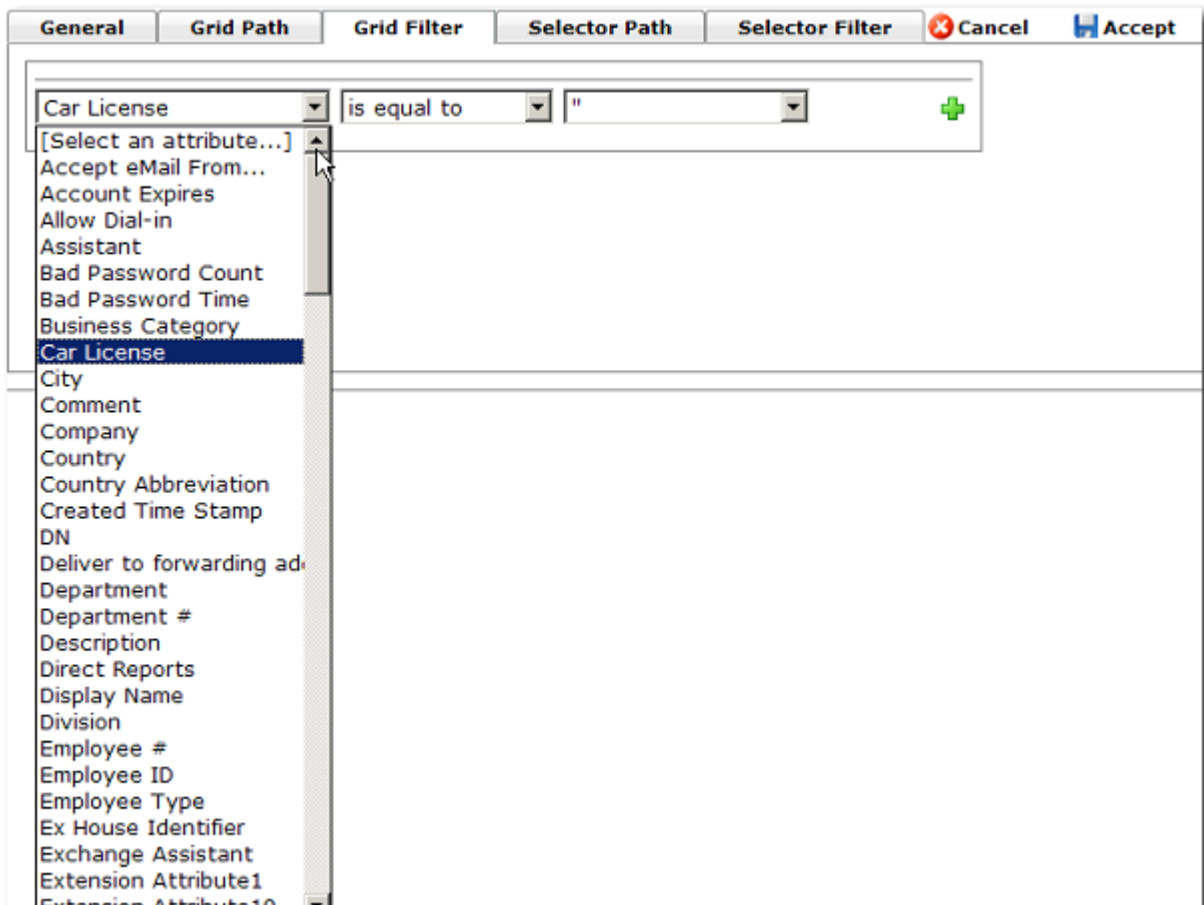 General Grid Path Grid Filter Selector Path Selector Filter Cancel Accept
Car License is equal to "
[Select an attribute...]
Accept eMail From...
Account Expires
Allow Dial-in
Assistant
Bad Password Count
Bad Password Time
Business Category
Car License
City
Comment
Company
Country
Country Abbreviation
Created Time Stamp
DN
Deliver to forwarding ad
Department
Department #
Description
Direct Reports
Display Name
Division
Employee #
Employee ID
Employee Type
Ex House Identifier
Exchange Assistant
Extension Attribute1
Extension Attribute10